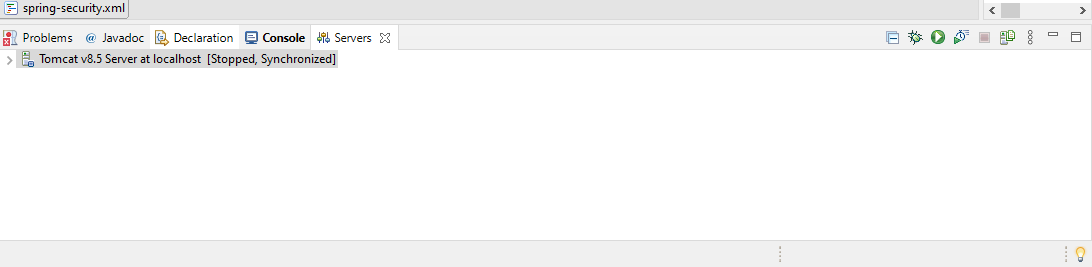 spring-security.xml
Problems @ Javadoc Declaration Console Servers
Tomcat v8.5 Server at localhost [Stopped, Synchronized]